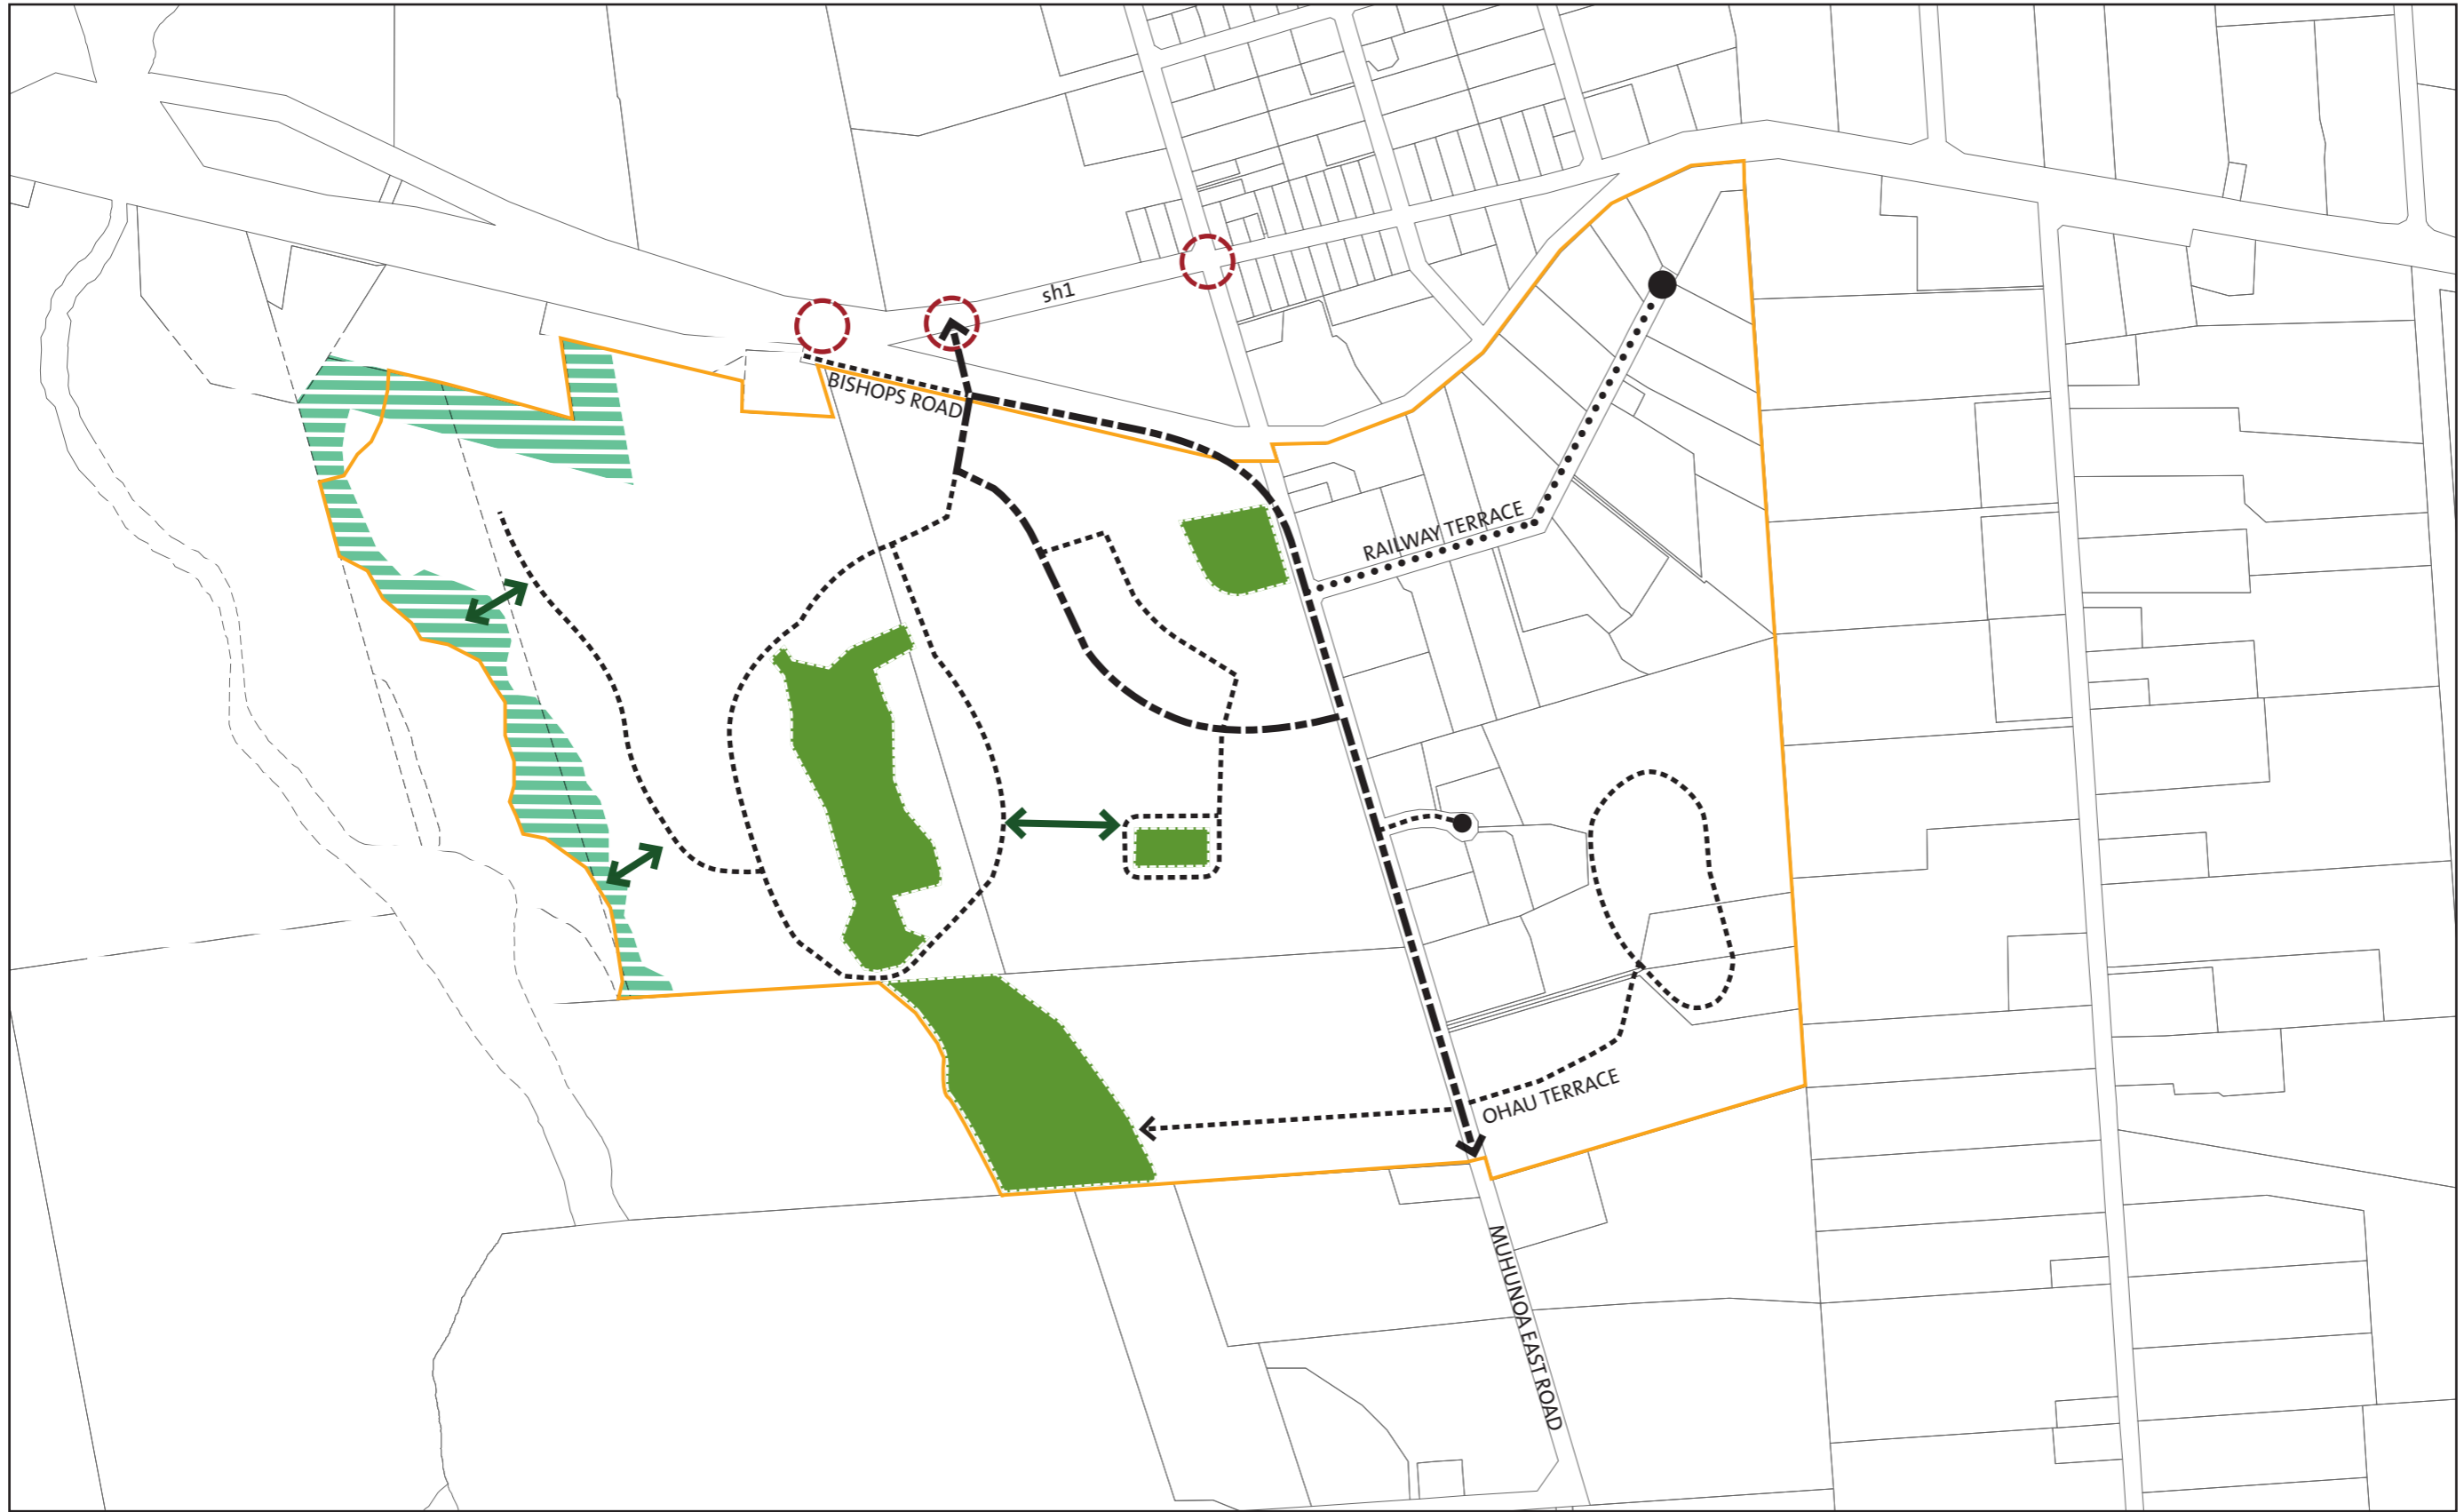 sh1
BISHOPS ROAD
RAILWAY TERRACE
OHAU TERRACE
MUHUNOA EAST ROAD